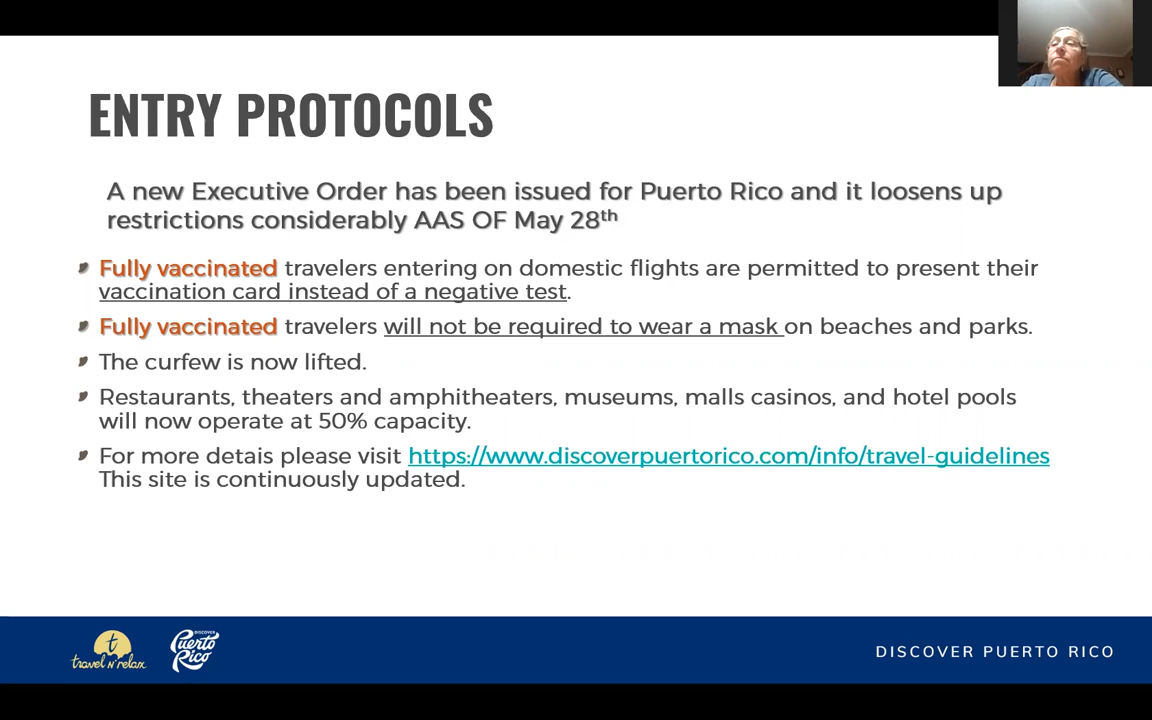 ENTRY PROTOCOLS
A new Executive Order has been issued for Puerto Rico and it loosens up
restrictions considerably AAS OF May 28th
Fully vaccinated travelers entering on domestic flights are permitted to present their
vaccination card instead of a negative test.
Fully vaccinated travelers will not be required to wear a mask on beaches and parks.
The curfew is now lifted.
Restaurants, theaters and amphitheaters, museums, malls casinos, and hotel pools
will now operate at 50% capacity.
For more detais please visit https://www.discoverpuertorico.com/info/travel-guidelines
This site is continuously updated.
t
travel n' relax
DISCOVER
Puerto
Rico
DISCOVER PUERTO RICO